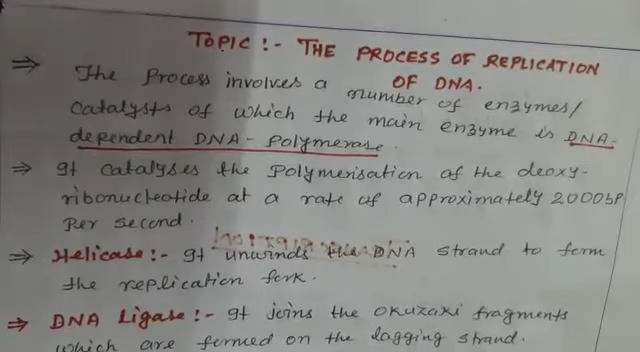 TOPIC :- THE PROCESS OF REPLICATION
OF DNA.
⇒ The Process involves a number of enzymes/
Catalysts of which the main enzyme is DNA-
dependent DNA-Polymerase.
⇒ It Catalyses the Polymerisation of the deoxy-
ribonucleotide at a rate of approximately 2000bP
Per second.
⇒ Helicase :- It unwinds the DNA strand to form
the replication fork.
⇒ DNA Ligase :- It joins the Okuzaki fragments
which are formed on the lagging strand.